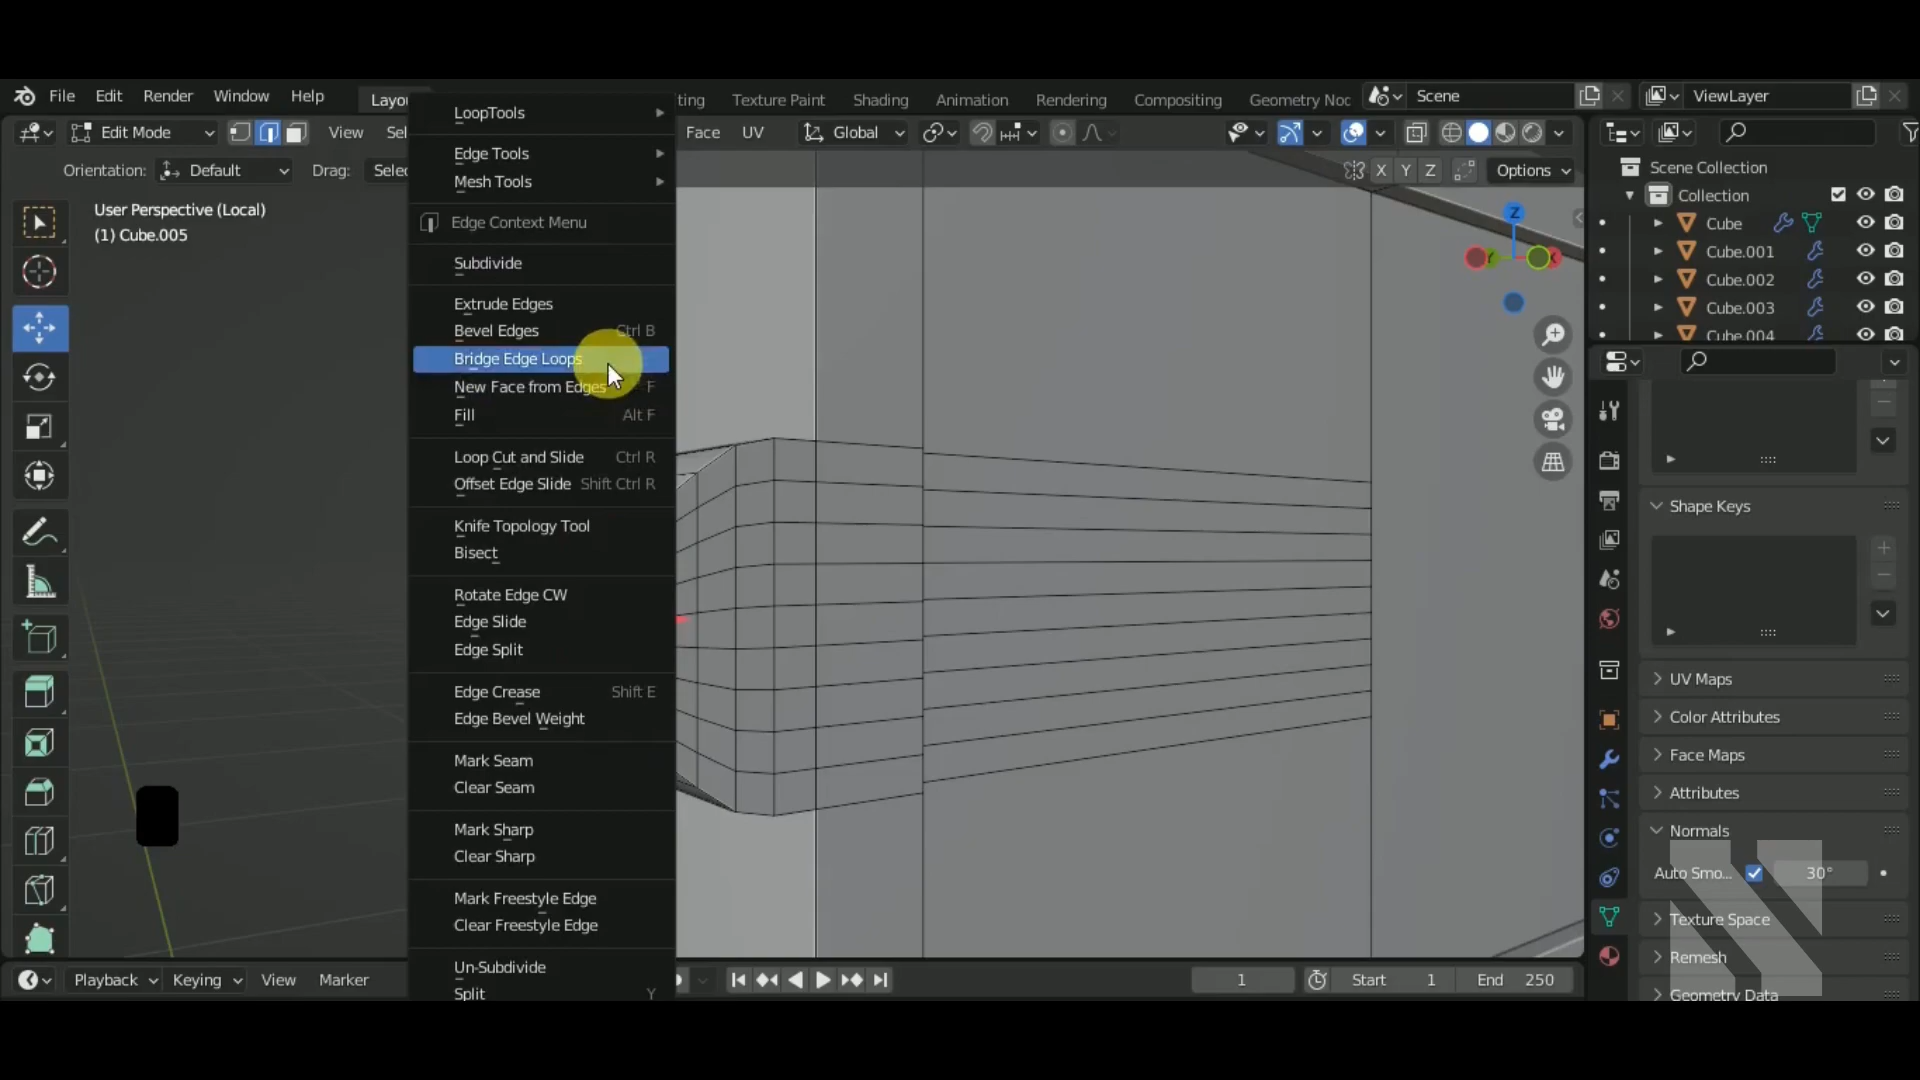 File Edit Render Window Help Layou ting Texture Paint Shading Animation Rendering Compositing Geometry Noc Scene ViewLayer
Edit Mode View Sel Face UV Global
Orientation: Default Drag: Selec X Y Z Options
User Perspective (Local)
(1) Cube.005
LoopTools
Edge Tools
Mesh Tools
Edge Context Menu
Subdivide
Extrude Edges
Bevel Edges Ctrl B
Bridge Edge Loops
New Face from Edges F
Fill Alt F
Loop Cut and Slide Ctrl R
Offset Edge Slide Shift Ctrl R
Knife Topology Tool
Bisect
Rotate Edge CW
Edge Slide
Edge Split
Edge Crease Shift E
Edge Bevel Weight
Mark Seam
Clear Seam
Mark Sharp
Clear Sharp
Mark Freestyle Edge
Clear Freestyle Edge
Un-Subdivide
Split Y
Z
Y X
Scene Collection
Collection
Cube
Cube.001
Cube.002
Cube.003
Cube.004
Shape Keys
UV Maps
Color Attributes
Face Maps
Attributes
Normals
Auto Smo... 30°
Texture Space
Remesh
Geometry Data
Playback Keying View Marker 1 Start 1 End 250